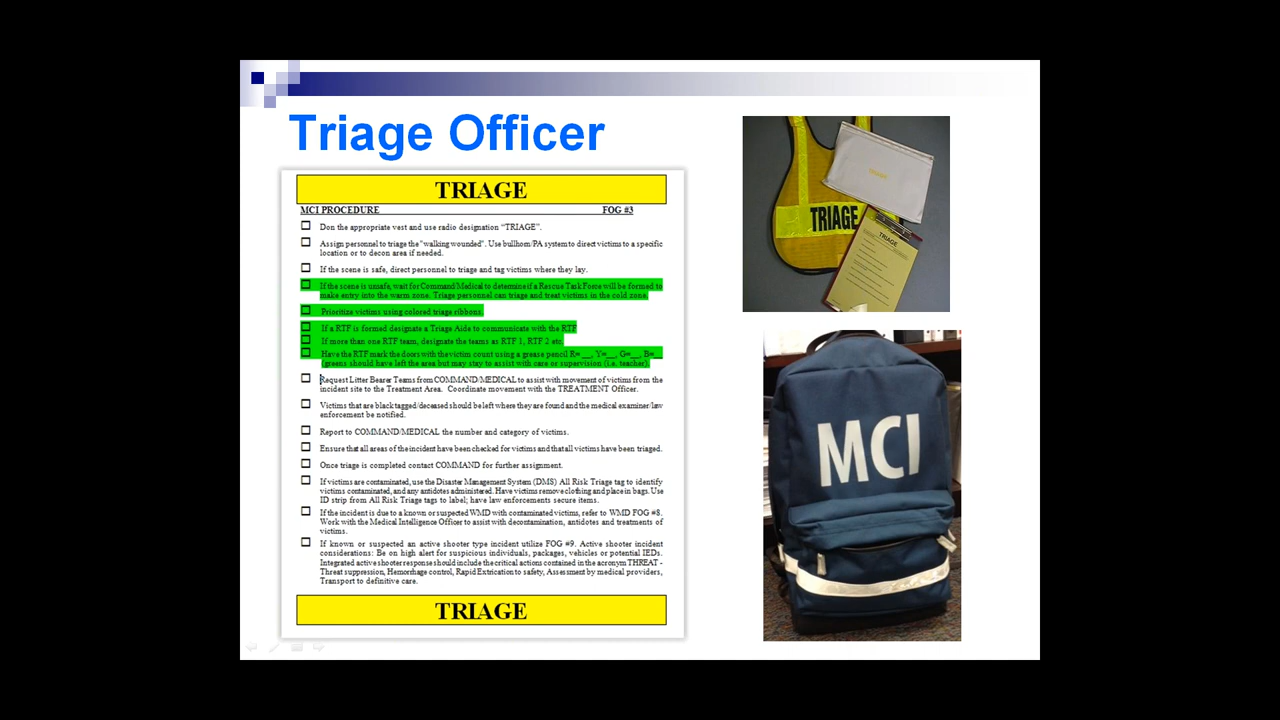 Triage Officer
TRIAGE
MCI PROCEDURE FOG #3
Don the appropriate vest and use radio designation “TRIAGE”.
Assign personnel to triage the "walking wounded". Use bullhorn/PA system to direct victims to a specific
location or to decon area if needed.
If the scene is safe, direct personnel to triage and tag victims where they lay.
If the scene is unsafe, wait for Command/Medical to determine if a Rescue Task Force will be formed to
make entry into the warm zone. Triage personnel can triage and treat victims in the cold zone.
Prioritize victims using colored triage ribbons.
If a RTF is formed designate a Triage Aide to communicate with the RTF
If more than one RTF team, designate the teams as RTF 1, RTF 2 etc.
Have the RTF mark the doors with the victim count using a grease pencil R=__, Y=__, G=__, B=__
(greens should have left the area but may stay to assist with care or supervision (i.e. teacher).
Request Litter Bearer Teams from COMMAND/MEDICAL to assist with movement of victims from the
incident site to the Treatment Area. Coordinate movement with the TREATMENT Officer.
Victims that are black tagged/deceased should be left where they are found and the medical examiner/law
enforcement be notified.
Report to COMMAND/MEDICAL the number and category of victims.
Ensure that all areas of the incident have been checked for victims and that all victims have been triaged.
Once triage is completed contact COMMAND for further assignment.
If victims are contaminated, use the Disaster Management System (DMS) All Risk Triage tag to identify
victims contaminated, and any antidotes administered. Have victims remove clothing and place in bags. Use
ID strip from All Risk Triage tags to label; have law enforcements secure items.
If the incident is due to a known or suspected WMD with contaminated victims, refer to WMD FOG #8.
Work with the Medical Intelligence Officer to assist with decontamination, antidotes and treatments of
victims.
If known or suspected an active shooter type incident utilize FOG #9. Active shooter incident
considerations: Be on high alert for suspicious individuals, packages, vehicles or potential IEDs.
Integrated active shooter response should include the critical actions contained in the acronym THREAT -
Threat suppression, Hemorrhage control, Rapid Extrication to safety, Assessment by medical providers,
Transport to definitive care.
TRIAGE
TRIAGE
TRIAGE
MCI